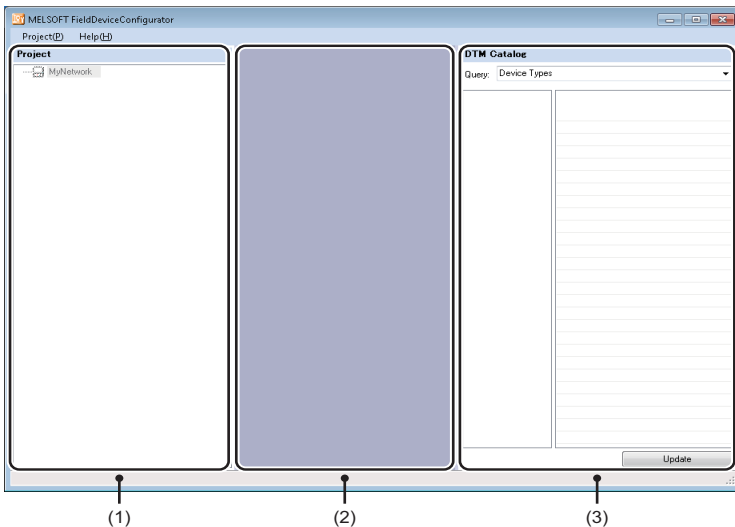 MELSOFT FieldDeviceConfigurator
Project(P) Help(H)
Project
MyNetwork
DTM Catalog
Query: Device Types
Update
(1) (2) (3)